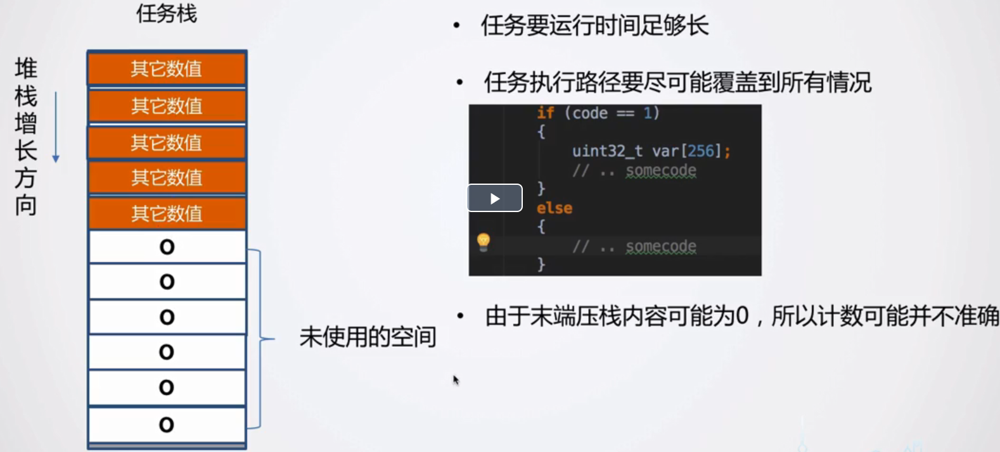 任务栈
堆栈增长方向
其它数值
其它数值
其它数值
其它数值
其它数值
0
0
0
0
0
0
未使用的空间
• 任务要运行时间足够长
• 任务执行路径要尽可能覆盖到所有情况
if (code == 1)
{
uint32_t var[256];
// .. somecode
}
else
{
// .. somecode
}
• 由于末端压栈内容可能为0，所以计数可能并不准确